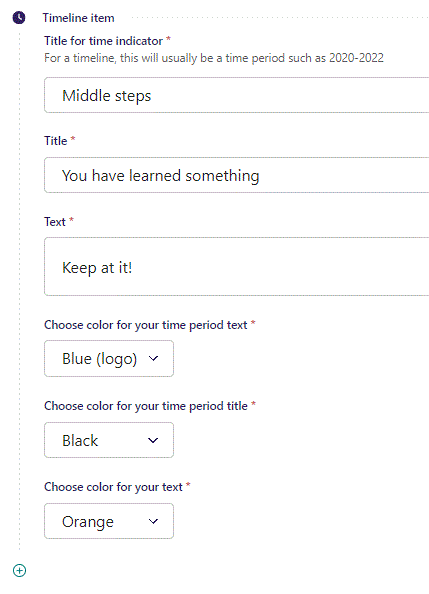 Timeline item
Title for time indicator *
For a timeline, this will usually be a time period such as 2020-2022
Middle steps
Title *
You have learned something
Text *
Keep at it!
Choose color for your time period text *
Blue (logo)
Choose color for your time period title *
Black
Choose color for your text *
Orange